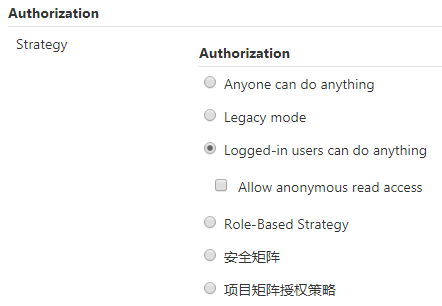 Authorization
Strategy
Authorization
Anyone can do anything
Legacy mode
Logged-in users can do anything
Allow anonymous read access
Role-Based Strategy
安全矩阵
项目矩阵授权策略